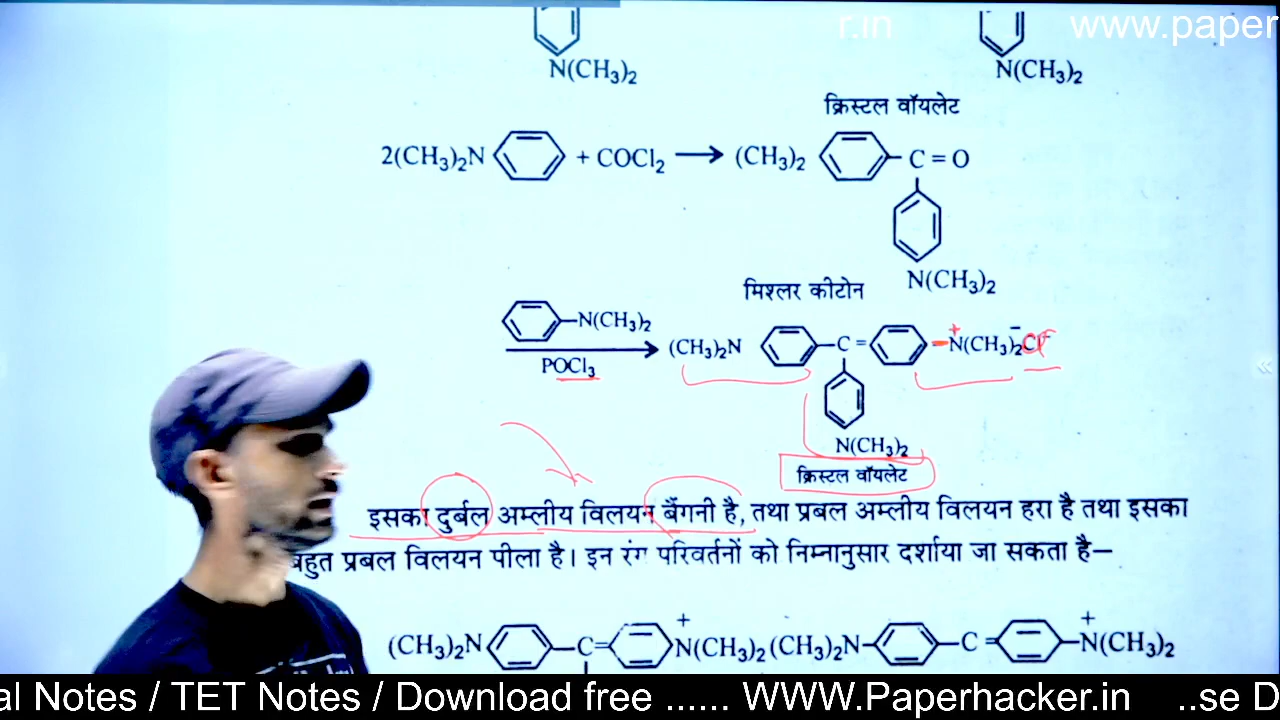 r.in www.paper
N(CH3)2 N(CH3)2
क्रिस्टल वॉयलेट
2(CH3)2N + COCl2 → (CH3)2 C = O
N(CH3)2
मिश्लर कीटोन
N(CH3)2
POCl3
(CH3)2N C = +N(CH3)2Cl−
N(CH3)2
क्रिस्टल वॉयलेट
इसका दुर्बल अम्लीय विलयन बैंगनी है, तथा प्रबल अम्लीय विलयन हरा है तथा इसका
बहुत प्रबल विलयन पीला है। इन रंग परिवर्तनों को निम्नानुसार दर्शाया जा सकता है—
(CH3)2N C= +N(CH3)2 (CH3)2N C= +N(CH3)2
al Notes / TET Notes / Download free ...... WWW.Paperhacker.in ..se D